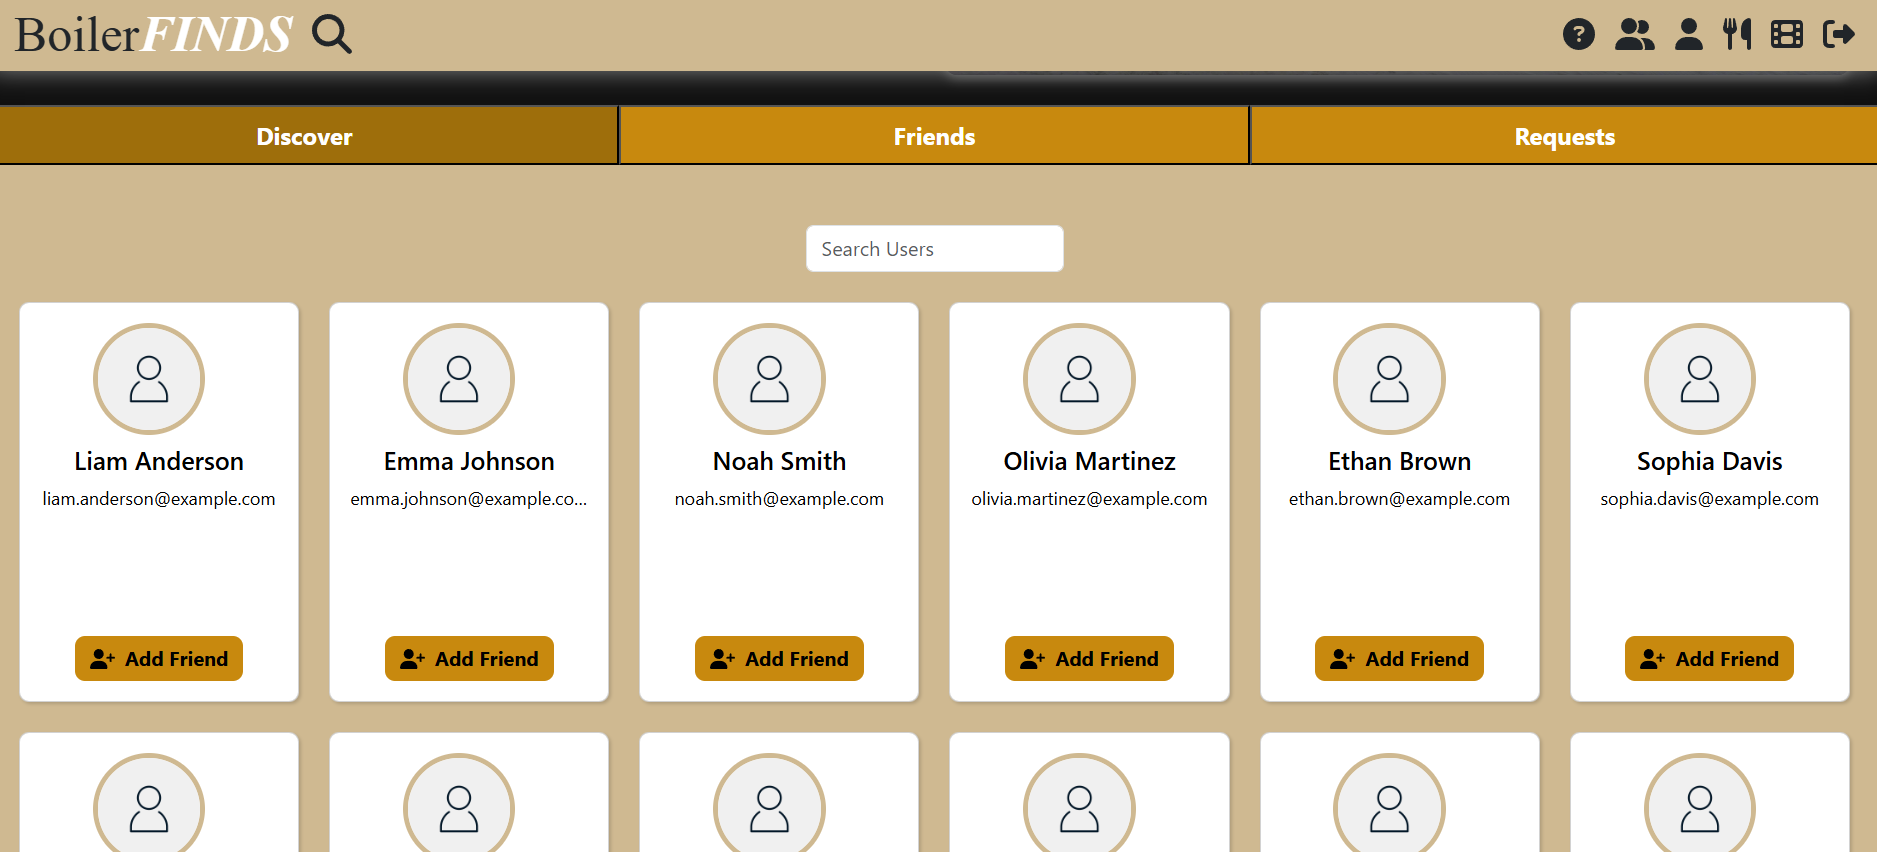 BoilerFINDS
Discover Friends Requests
Search Users
Liam Anderson Emma Johnson Noah Smith Olivia Martinez Ethan Brown Sophia Davis
liam.anderson@example.com emma.johnson@example.co... noah.smith@example.com olivia.martinez@example.com ethan.brown@example.com sophia.davis@example.com
Add Friend Add Friend Add Friend Add Friend Add Friend Add Friend